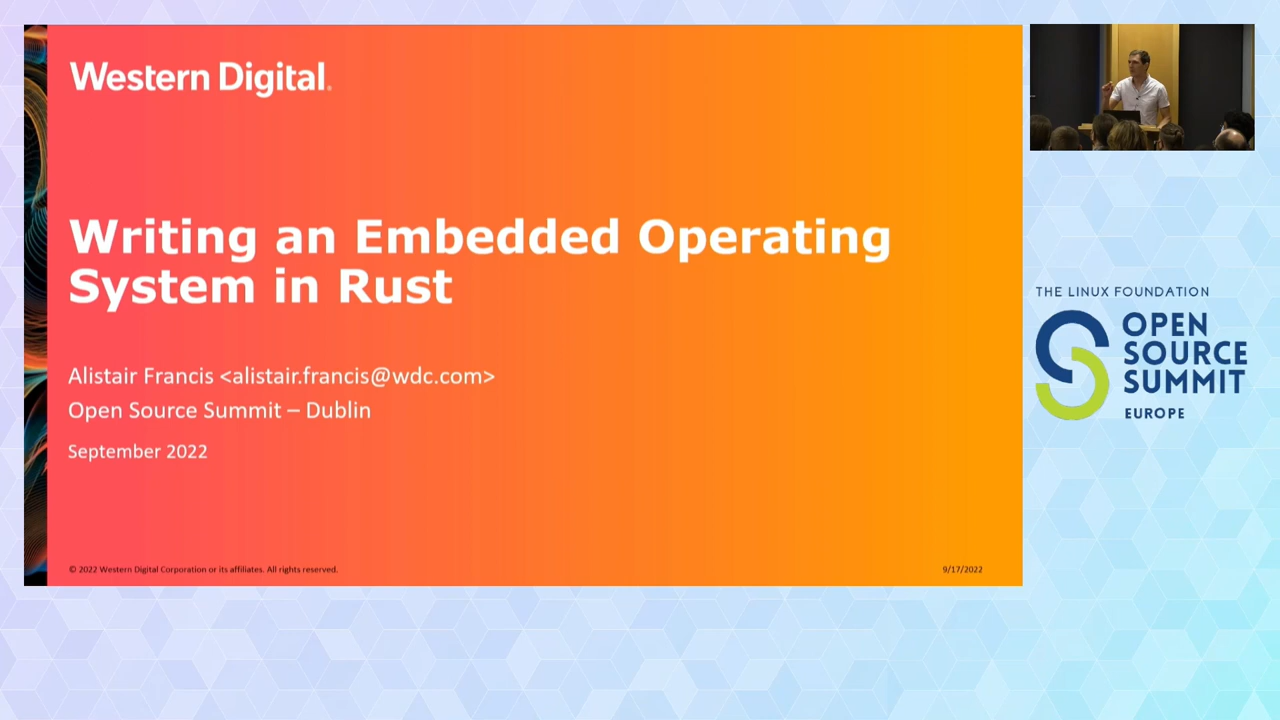 Western Digital.
Writing an Embedded Operating
System in Rust
Alistair Francis <alistair.francis@wdc.com>
Open Source Summit – Dublin
September 2022
© 2022 Western Digital Corporation or its affiliates. All rights reserved.
9/17/2022
THE LINUX FOUNDATION
OPEN
SOURCE
SUMMIT
EUROPE